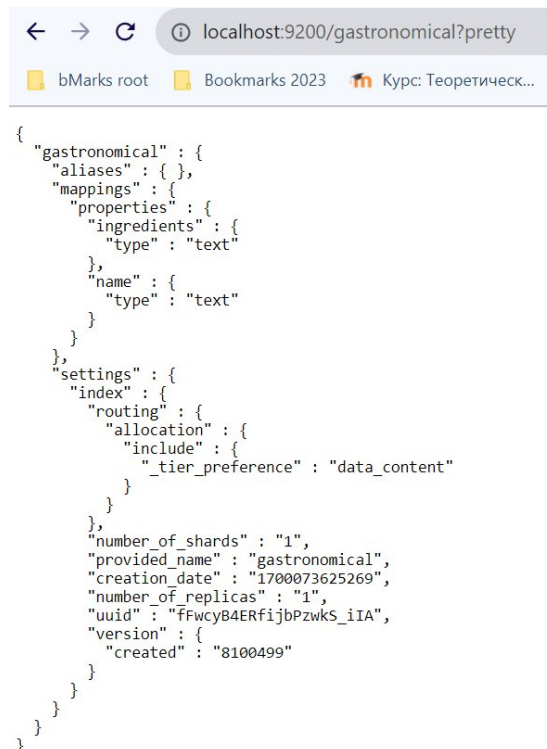 localhost:9200/gastronomical?pretty
bMarks root Bookmarks 2023 Курс: Теоретическ...
{
  "gastronomical" : {
    "aliases" : { },
    "mappings" : {
      "properties" : {
        "ingredients" : {
          "type" : "text"
        },
        "name" : {
          "type" : "text"
        }
      }
    },
    "settings" : {
      "index" : {
        "routing" : {
          "allocation" : {
            "include" : {
              "_tier_preference" : "data_content"
            }
          }
        },
        "number_of_shards" : "1",
        "provided_name" : "gastronomical",
        "creation_date" : "1700073625269",
        "number_of_replicas" : "1",
        "uuid" : "fFwcyB4ERfijbPzwkS_iIA",
        "version" : {
          "created" : "8100499"
        }
      }
    }
  }
}